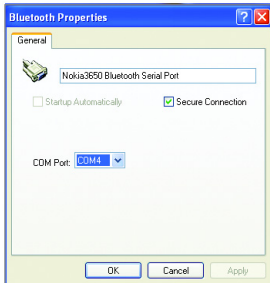 Bluetooth Properties
General
Nokia3650 Bluetooth Serial Port
Startup Automatically
Secure Connection
COM Port: COM4
OK Cancel Apply